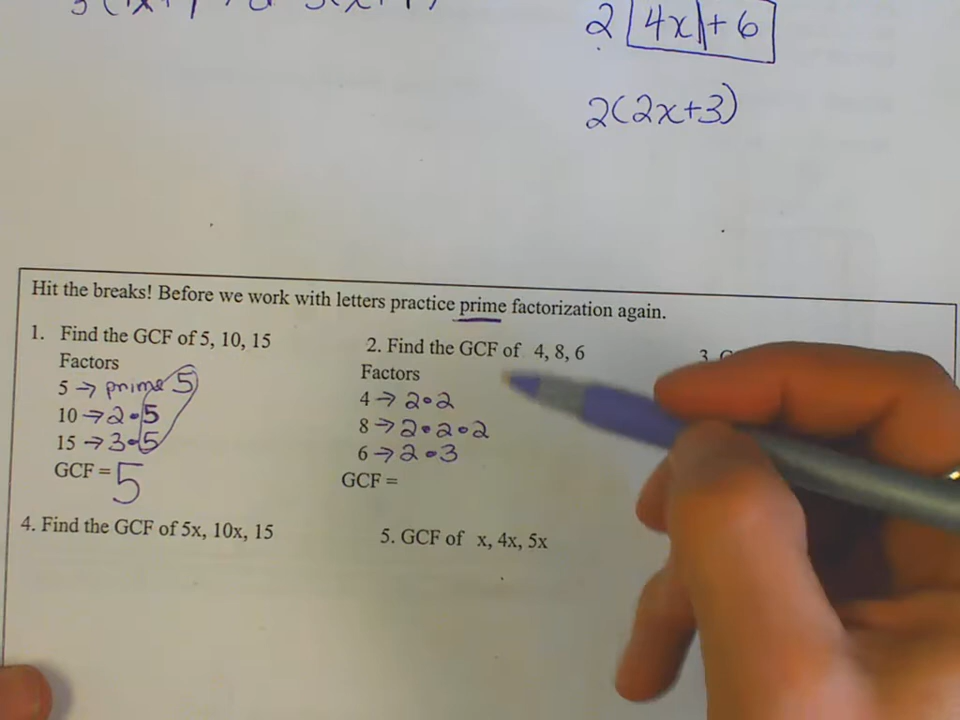 2 4x + 6
2(2x+3)
Hit the breaks! Before we work with letters practice prime factorization again.
1. Find the GCF of 5, 10, 15
Factors
5 → prime 5
10 → 2 • 5
15 → 3 • 5
GCF = 5
2. Find the GCF of 4, 8, 6
Factors
4 → 2 • 2
8 → 2 • 2 • 2
6 → 2 • 3
GCF =
3.
4. Find the GCF of 5x, 10x, 15
5. GCF of x, 4x, 5x